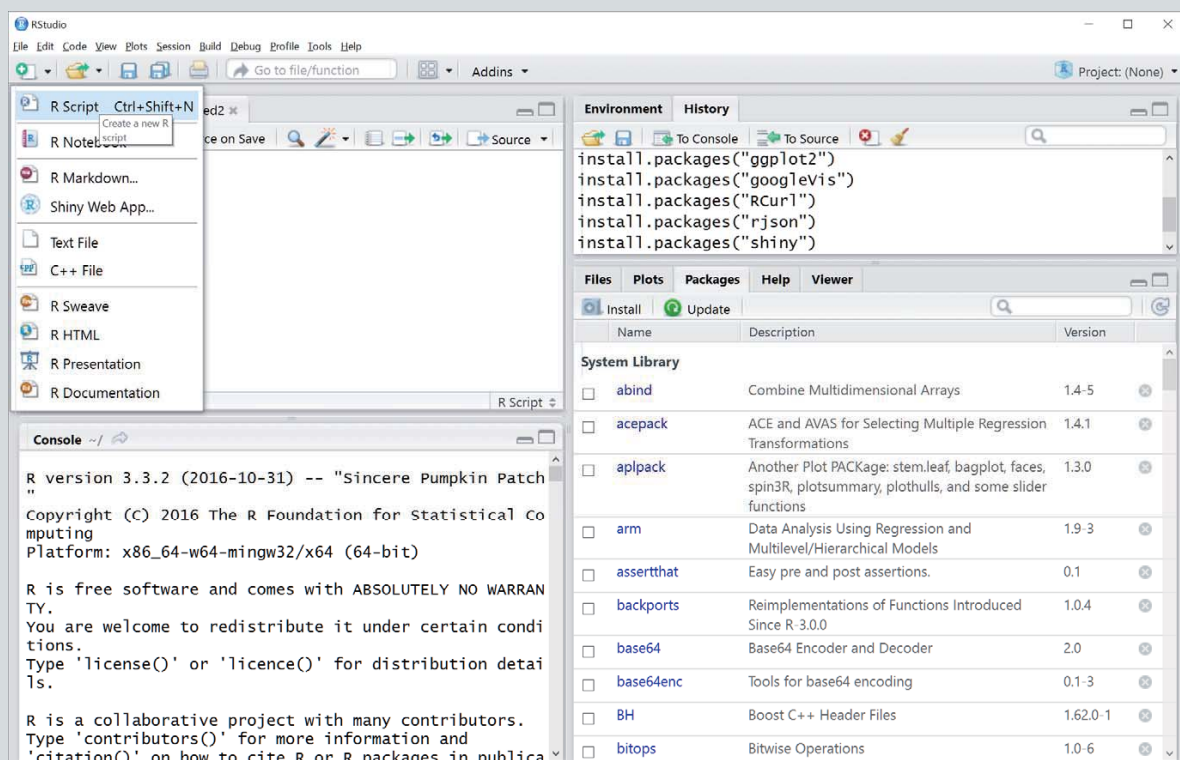 RStudio
File Edit Code View Plots Session Build Debug Profile Tools Help
Go to file/function
Addins
Project: (None)
R Script Ctrl+Shift+N
Create a new R
script
R Notebook
R Markdown...
Shiny Web App...
Text File
C++ File
R Sweave
R HTML
R Presentation
R Documentation
ed2
ce on Save
Source
R Script
Console ~/
R version 3.3.2 (2016-10-31) -- "Sincere Pumpkin Patch
"
Copyright (C) 2016 The R Foundation for Statistical Co
mputing
Platform: x86_64-w64-mingw32/x64 (64-bit)
R is free software and comes with ABSOLUTELY NO WARRAN
TY.
You are welcome to redistribute it under certain condi
tions.
Type 'license()' or 'licence()' for distribution detai
ls.
R is a collaborative project with many contributors.
Type 'contributors()' for more information and
'citation()' on how to cite R or R packages in publica
Environment History
To Console To Source
install.packages("ggplot2")
install.packages("googleVis")
install.packages("RCurl")
install.packages("rjson")
install.packages("shiny")
Files Plots Packages Help Viewer
Install Update
Name Description Version
System Library
abind Combine Multidimensional Arrays 1.4-5
acepack ACE and AVAS for Selecting Multiple Regression 1.4.1
Transformations
aplpack Another Plot PACKage: stem.leaf, bagplot, faces, 1.3.0
spin3R, plotsummary, plothulls, and some slider
functions
arm Data Analysis Using Regression and 1.9-3
Multilevel/Hierarchical Models
assertthat Easy pre and post assertions. 0.1
backports Reimplementations of Functions Introduced 1.0.4
Since R-3.0.0
base64 Base64 Encoder and Decoder 2.0
base64enc Tools for base64 encoding 0.1-3
BH Boost C++ Header Files 1.62.0-1
bitops Bitwise Operations 1.0-6